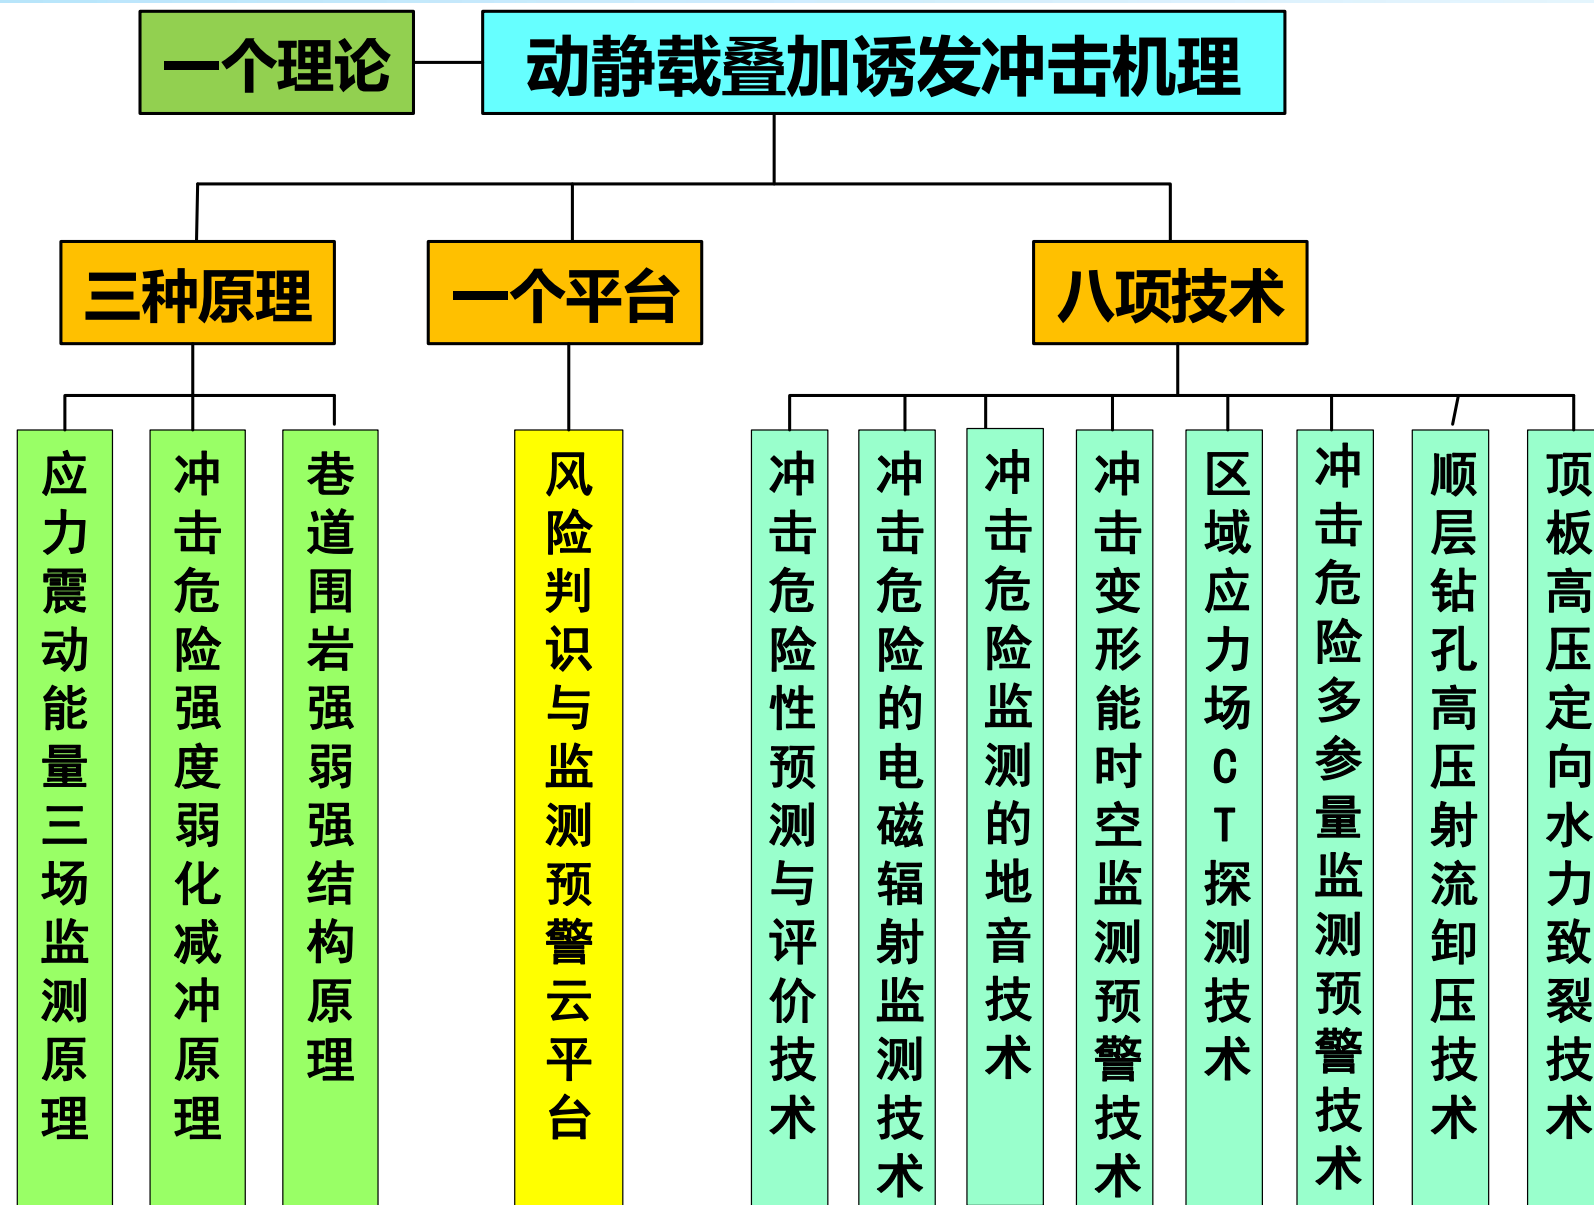 一个理论
动静载叠加诱发冲击机理
三种原理
一个平台
八项技术
应力震动能量三场监测原理
冲击危险强度弱化减冲原理
巷道围岩强弱强结构原理
风险判识与监测预警云平台
冲击危险性预测与评价技术
冲击危险的电磁辐射监测技术
冲击危险监测的地音技术
冲击变形能时空监测预警技术
区域应力场CT探测技术
冲击危险多参量监测预警技术
顺层钻孔高压射流卸压技术
顶板高压定向水力致裂技术